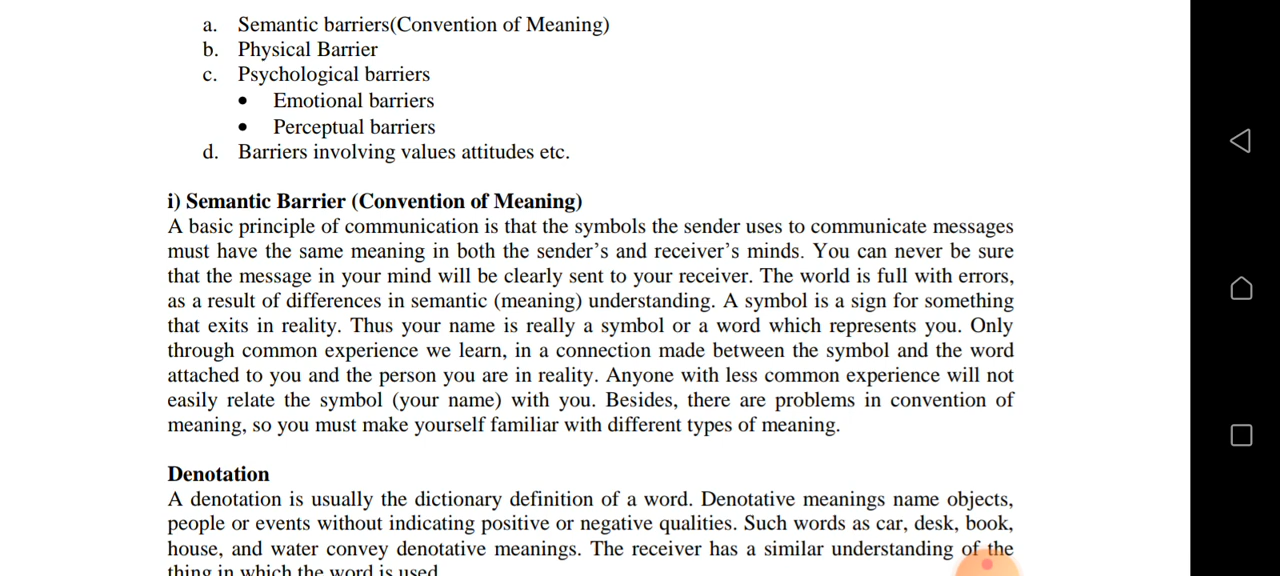 a. Semantic barriers(Convention of Meaning)
b. Physical Barrier
c. Psychological barriers
• Emotional barriers
• Perceptual barriers
d. Barriers involving values attitudes etc.
i) Semantic Barrier (Convention of Meaning)
A basic principle of communication is that the symbols the sender uses to communicate messages
must have the same meaning in both the sender's and receiver's minds. You can never be sure
that the message in your mind will be clearly sent to your receiver. The world is full with errors,
as a result of differences in semantic (meaning) understanding. A symbol is a sign for something
that exits in reality. Thus your name is really a symbol or a word which represents you. Only
through common experience we learn, in a connection made between the symbol and the word
attached to you and the person you are in reality. Anyone with less common experience will not
easily relate the symbol (your name) with you. Besides, there are problems in convention of
meaning, so you must make yourself familiar with different types of meaning.
Denotation
A denotation is usually the dictionary definition of a word. Denotative meanings name objects,
people or events without indicating positive or negative qualities. Such words as car, desk, book,
house, and water convey denotative meanings. The receiver has a similar understanding of the
thing in which the word is used